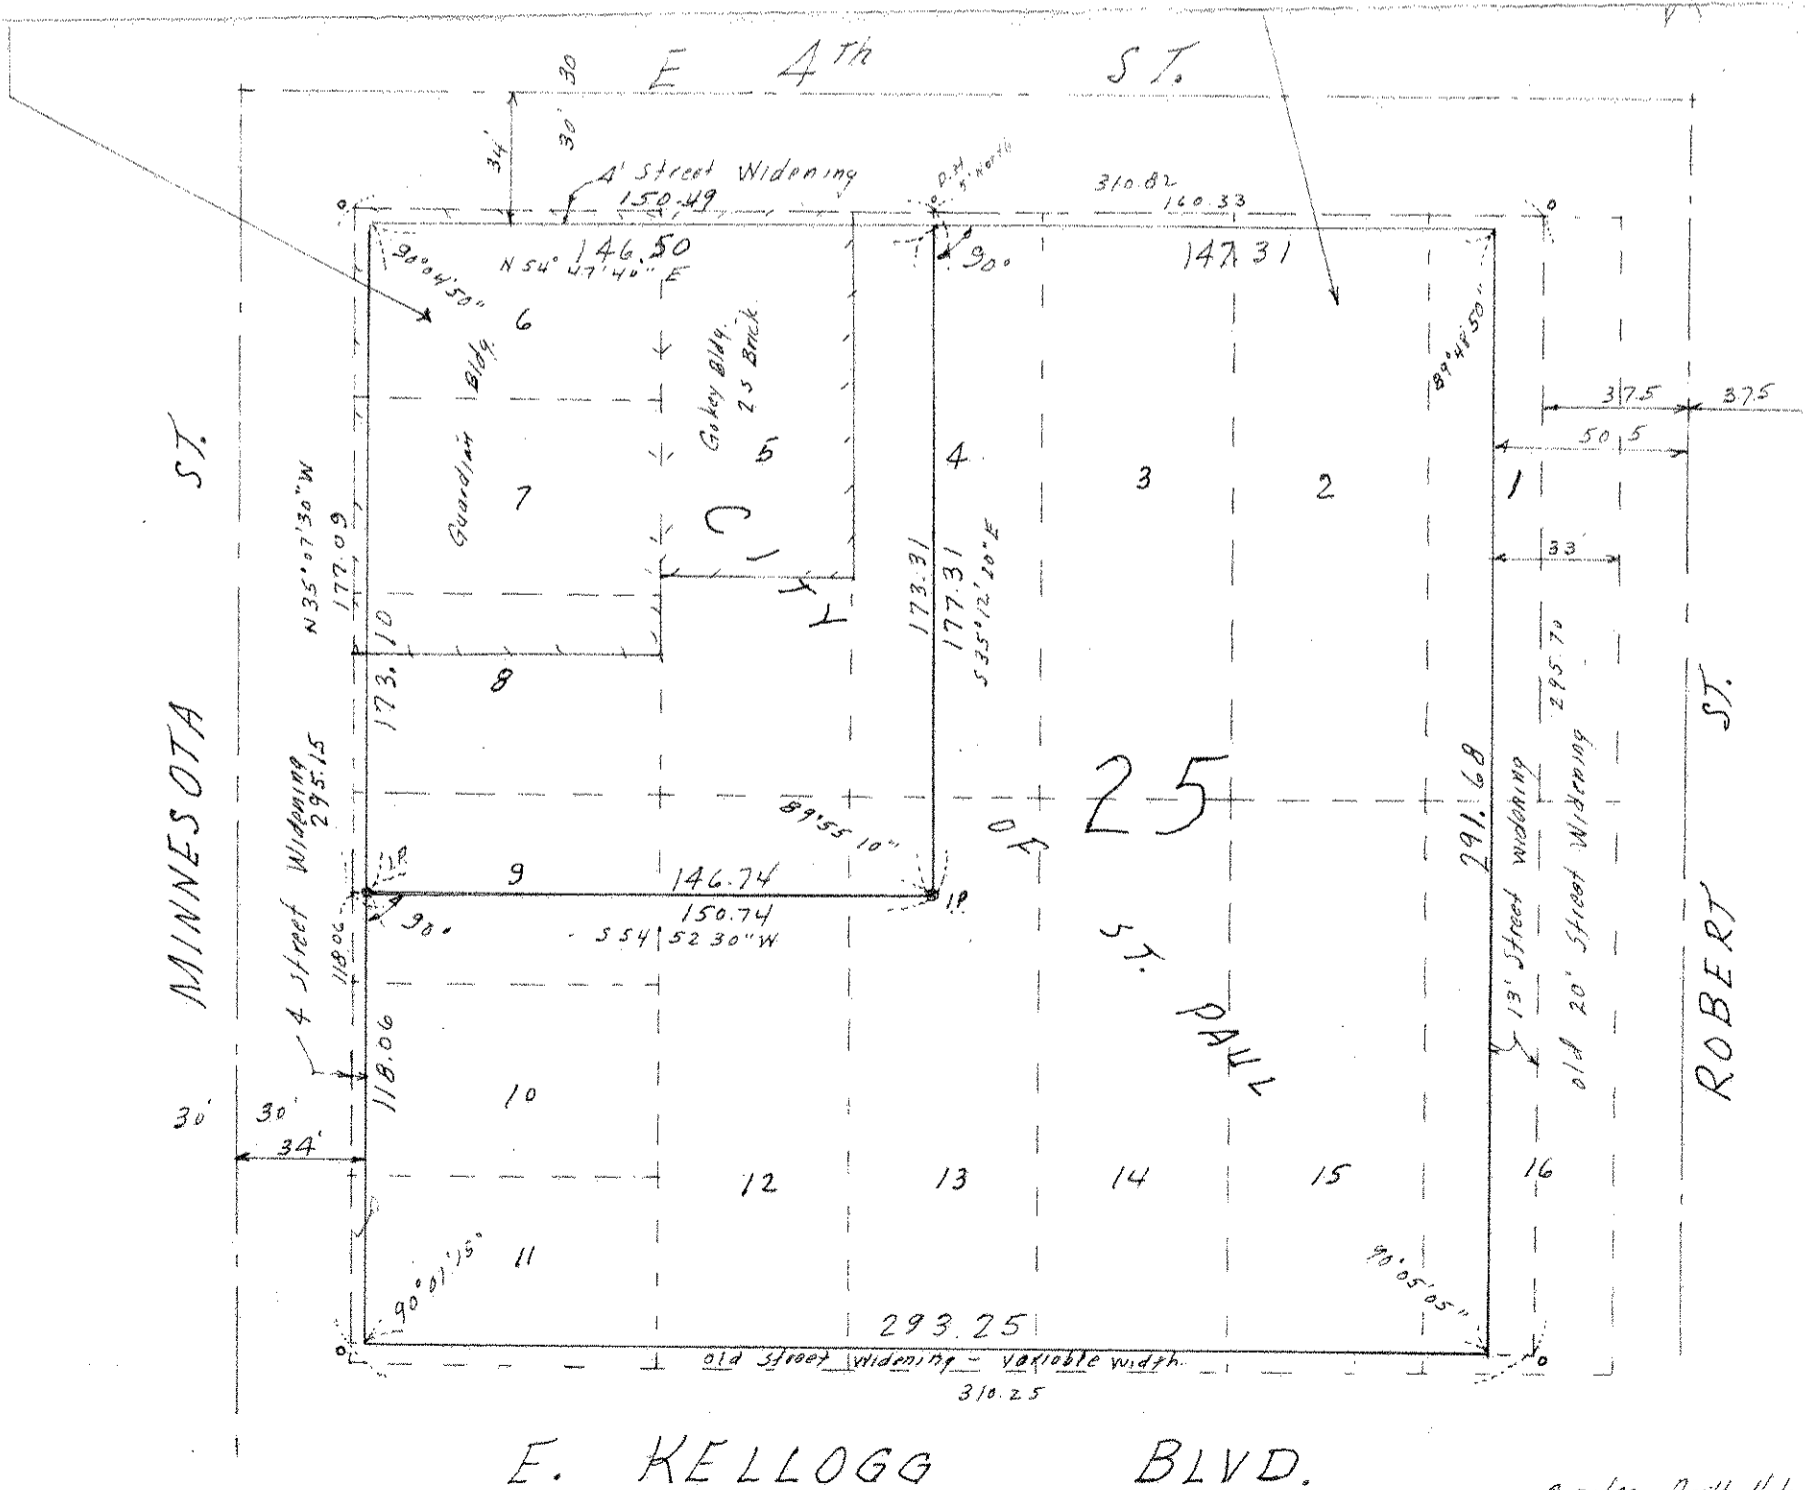 E 4Th ST.
30
30'
34'
4' Street Widening
150.49
310.82
160.33
146.50
N 54° 47' 40" E
90°
147.31
90°04'50"
89°48'50"
6
Guardian Bldg.
Gokey Bldg.
2 S Brick
5
4
3
2
1
7
37.5
37.5
50.5
33'
ST.
N 35° 07' 30" W
177.09
173.10
173.31
177.31
S 35° 12' 20" E
CITY
OF
ST. PAUL
8
25
291.68
295.70
13' Street widening
old 20' Street Widening
ROBERT ST.
MINNESOTA
4' Street Widening
295.15
89°55'10"
9
146.74
IP
IP
150.74
S 54 52 30" W
90°
118.06
118.06
10
30'
30'
34'
12
13
14
15
16
11
90°01'15"
90°05'05"
293.25
old Street Widening - Variable width
310.25
E. KELLOGG BLVD.